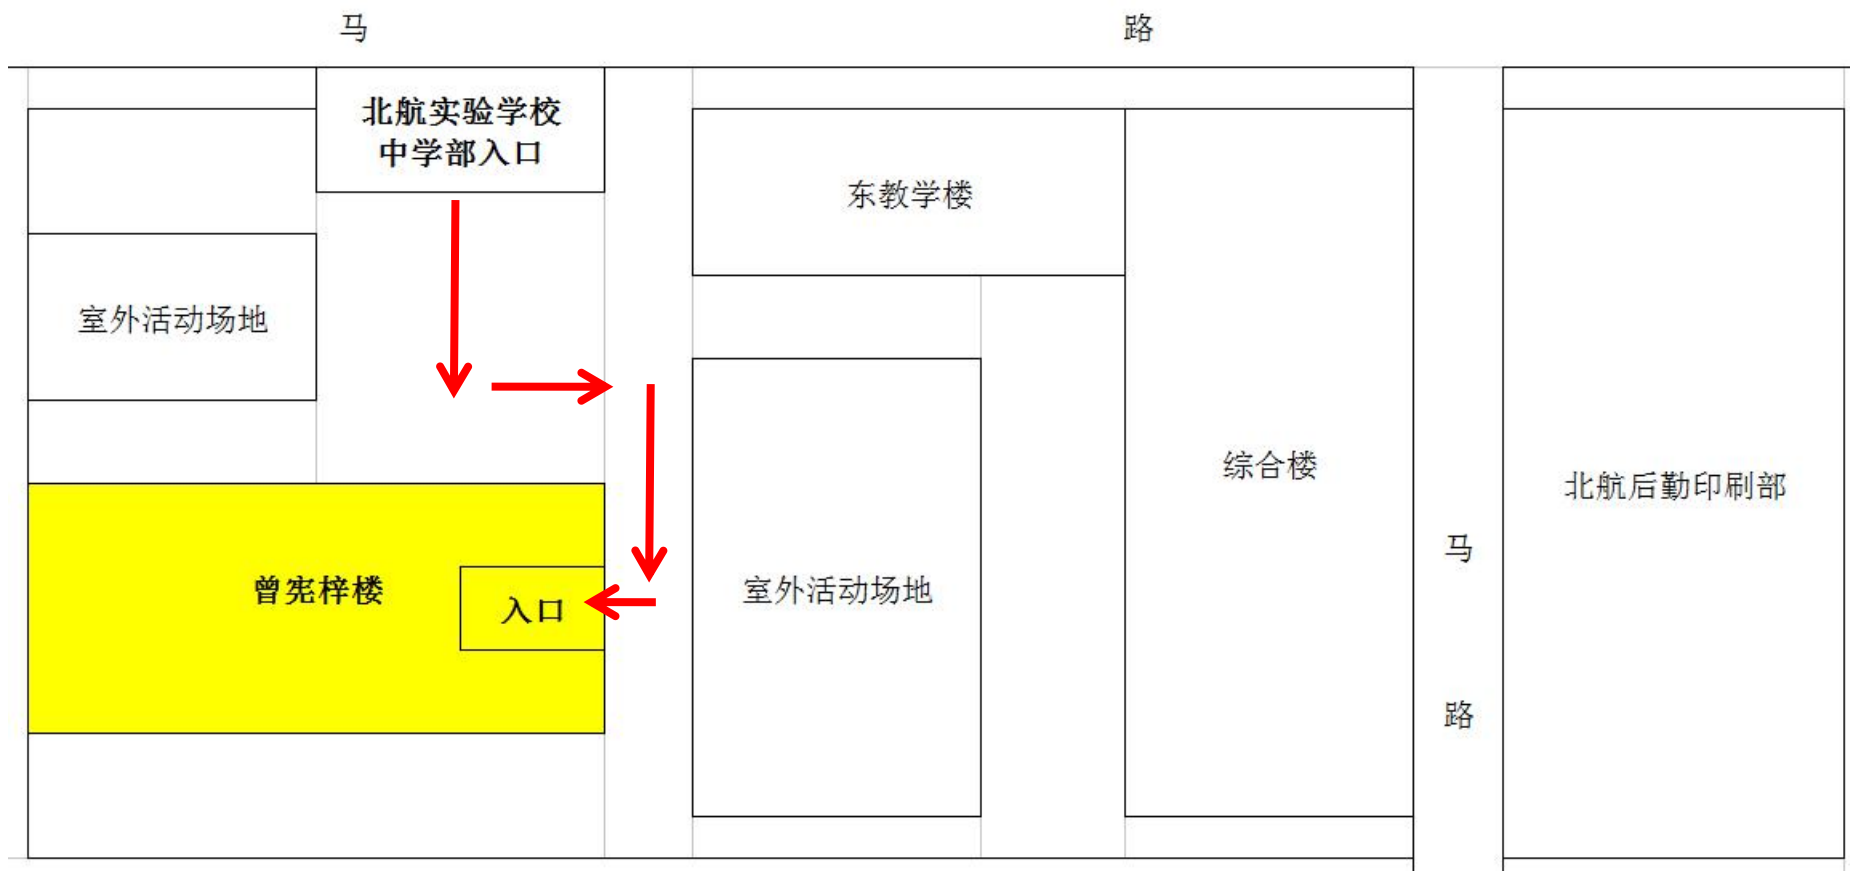 马 路
北航实验学校
中学部入口
东教学楼
室外活动场地
综合楼
北航后勤印刷部
曾宪梓楼
入口
室外活动场地
马
路